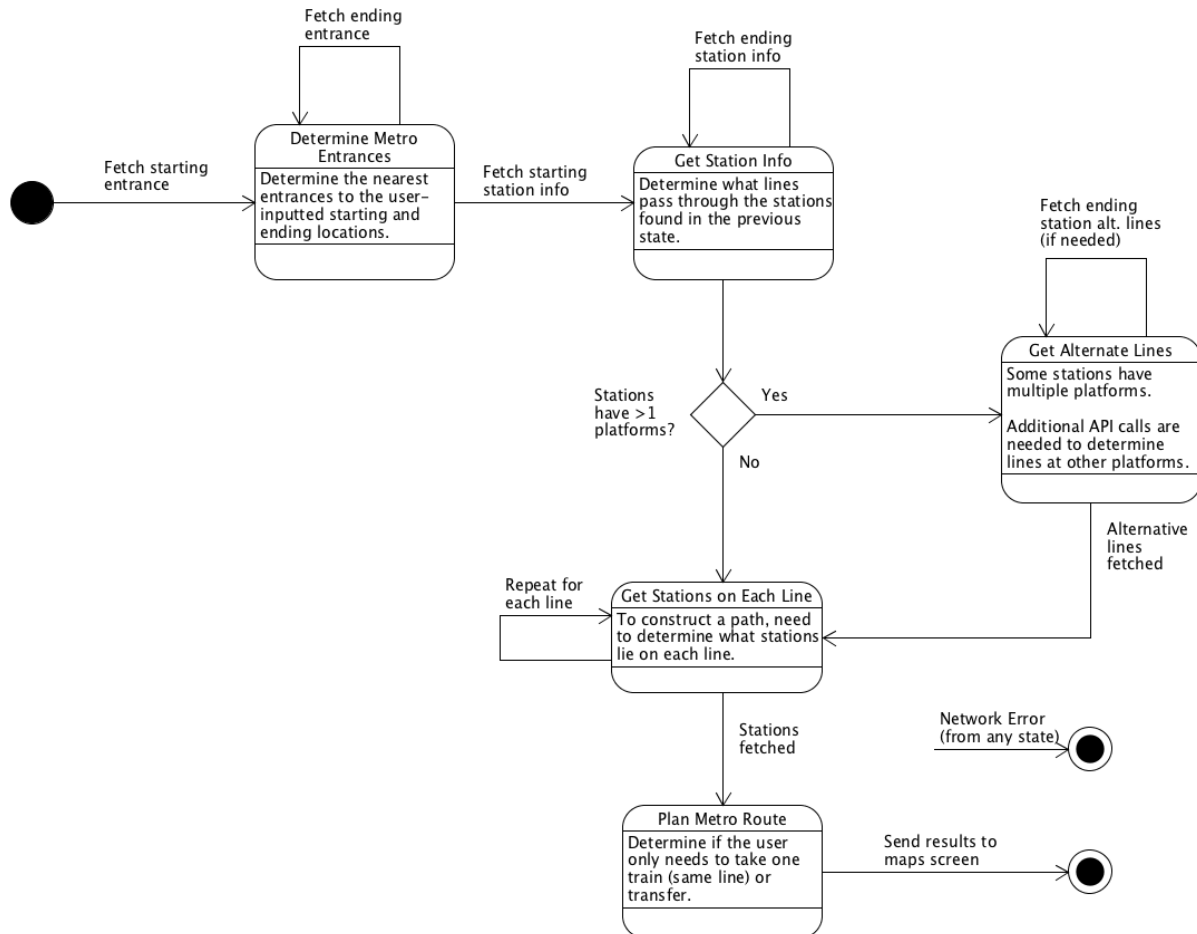 Fetch ending
entrance
Fetch ending
station info
Determine Metro
Entrances
Determine the nearest
entrances to the user-
inputted starting and
ending locations.
Fetch starting
entrance
Fetch starting
station info
Get Station Info
Determine what lines
pass through the stations
found in the previous
state.
Fetch ending
station alt. lines
(if needed)
Get Alternate Lines
Some stations have
multiple platforms.
Additional API calls are
needed to determine
lines at other platforms.
Stations
have >1
platforms?
Yes
No
Alternative
lines
fetched
Repeat for
each line
Get Stations on Each Line
To construct a path, need
to determine what stations
lie on each line.
Stations
fetched
Network Error
(from any state)
Plan Metro Route
Determine if the user
only needs to take one
train (same line) or
transfer.
Send results to
maps screen